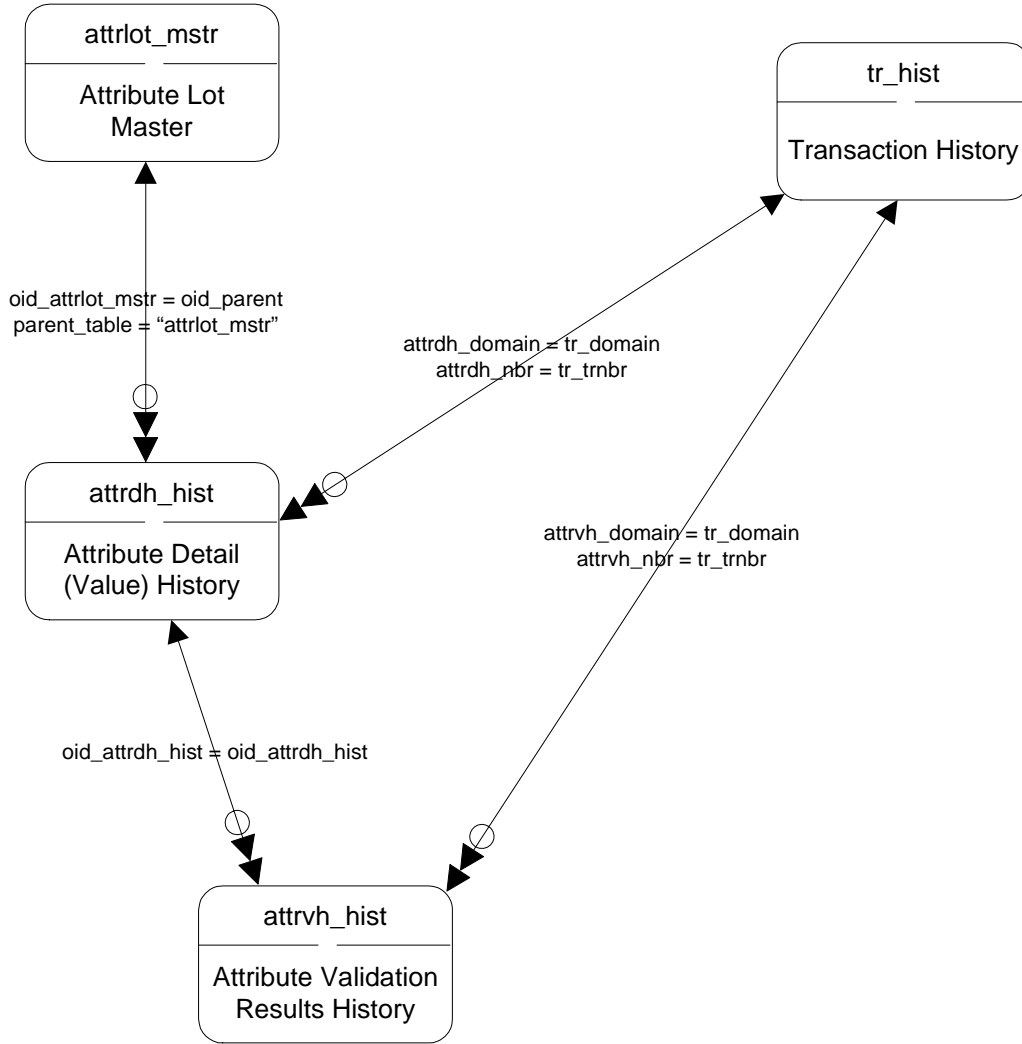 attrlot_mstr
Attribute Lot
Master
tr_hist
Transaction History
oid_attrlot_mstr = oid_parent
parent_table = “attrlot_mstr”
attrdh_domain = tr_domain
attrdh_nbr = tr_trnbr
attrdh_hist
Attribute Detail
(Value) History
attrvh_domain = tr_domain
attrvh_nbr = tr_trnbr
oid_attrdh_hist = oid_attrdh_hist
attrvh_hist
Attribute Validation
Results History